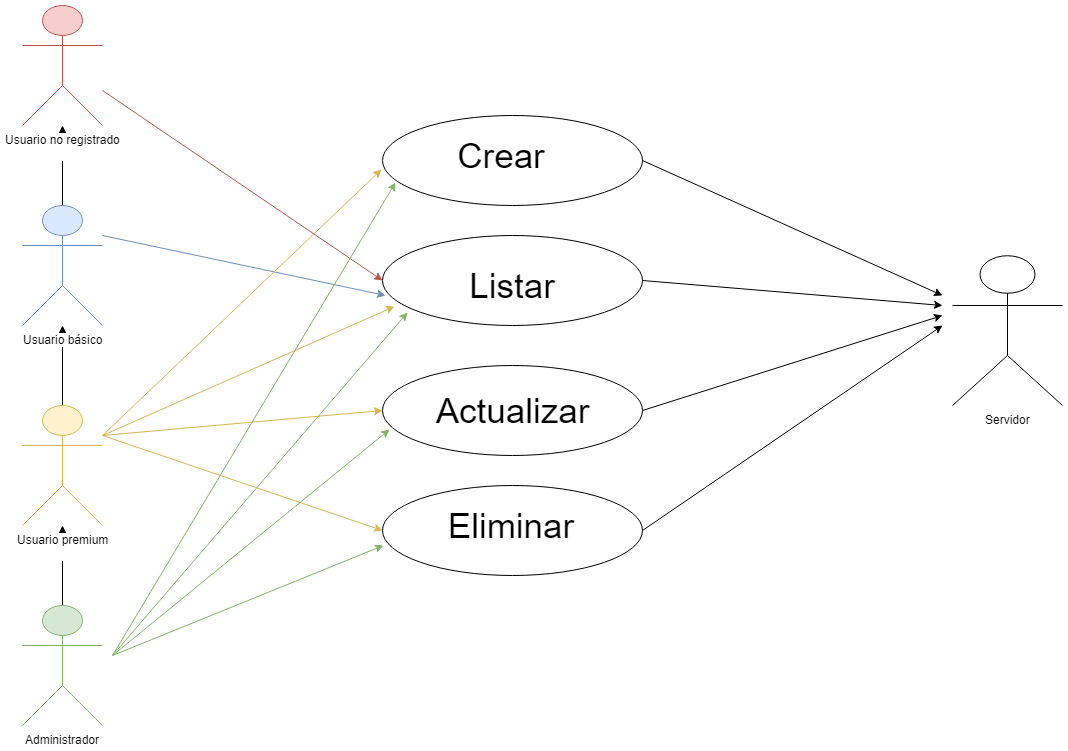 Usuario no registrado
Usuario básico
Usuario premium
Administrador
Crear
Listar
Actualizar
Eliminar
Servidor